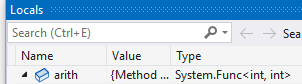 Locals
Search (Ctrl+E)
Sea
Name Value Type
arith {Method ... System.Func<int, int>